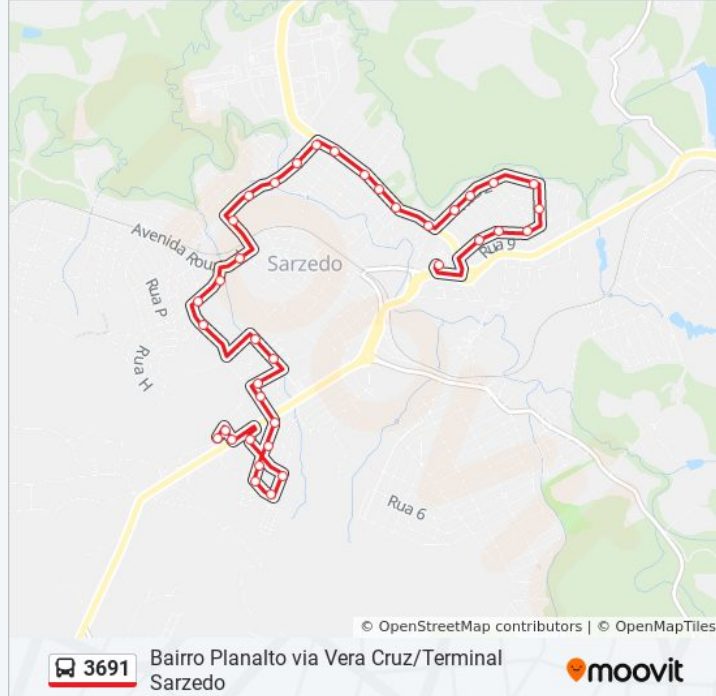 Avenida Rou
Sarzedo
Rua 9
Rua P
Rua H
Rua 6
© OpenStreetMap contributors | © OpenMapTiles
3691
Bairro Planalto via Vera Cruz/Terminal
Sarzedo
moovit